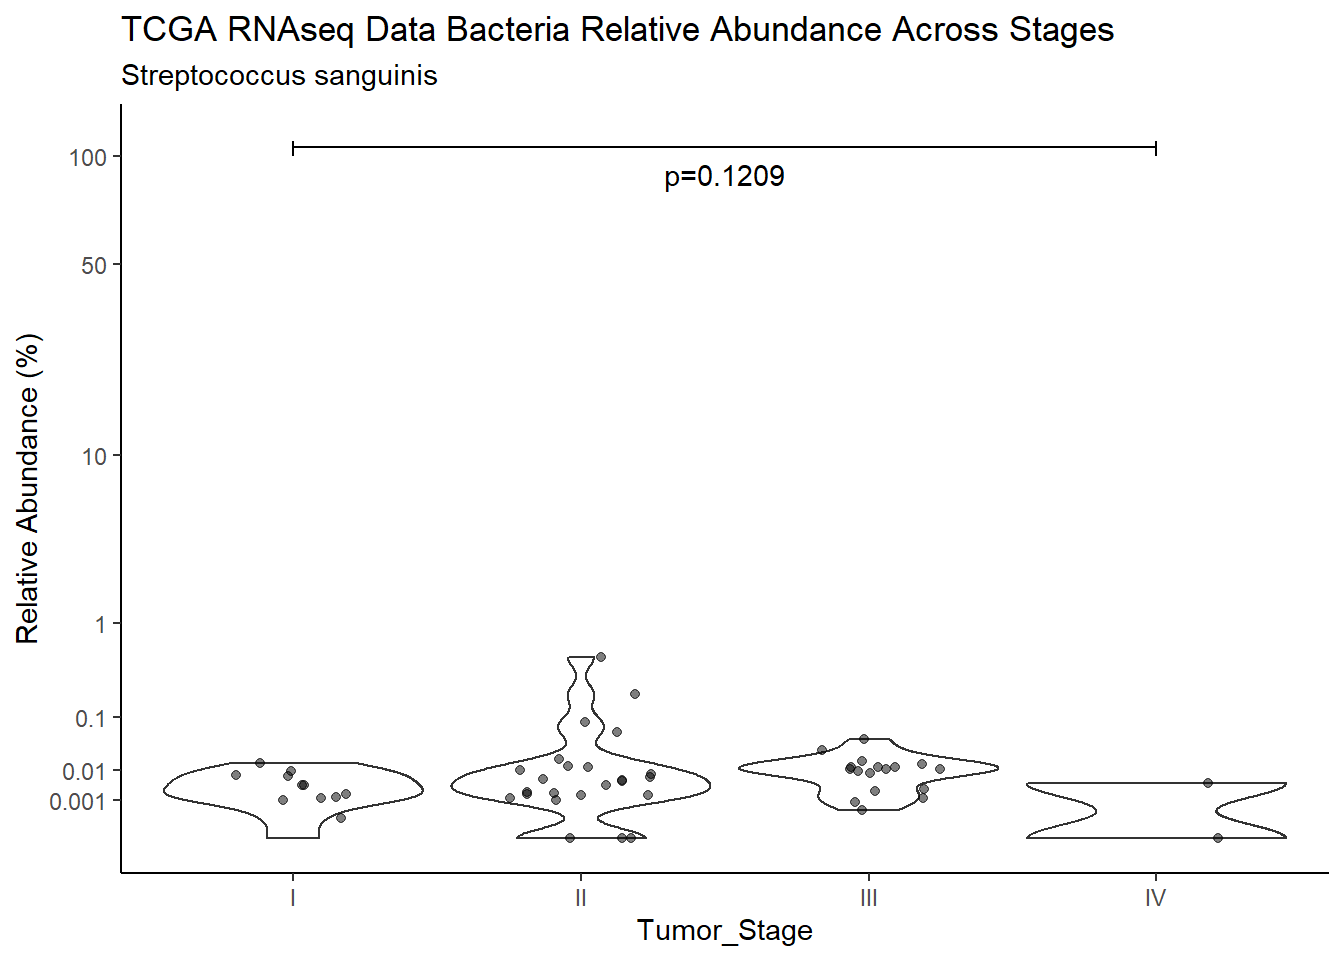 TCGA RNAseq Data Bacteria Relative Abundance Across Stages
Streptococcus sanguinis
100
p=0.1209
50
10
1
0.1
0.01
0.001
Relative Abundance (%)
I II III IV
Tumor_Stage